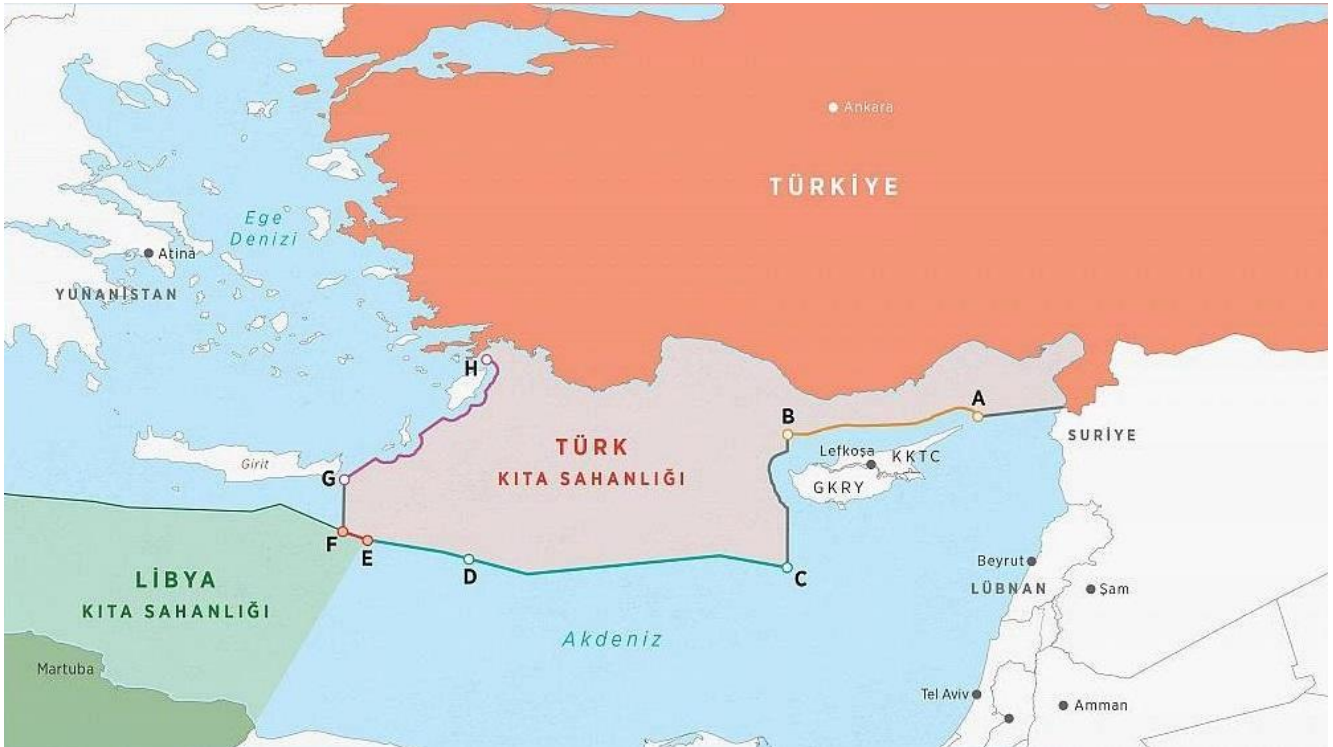 Ankara
TÜRKİYE
Ege
Denizi
Atina
YUNANİSTAN
H
A
B
SURİYE
Lefkoşa
KKTC
GKRY
TÜRK
KITA SAHANLIĞI
Girit
G
F
E
D
C
Beyrut
LÜBNAN
Şam
LİBYA
KITA SAHANLIĞI
Akdeniz
Martuba
Tel Aviv
Amman